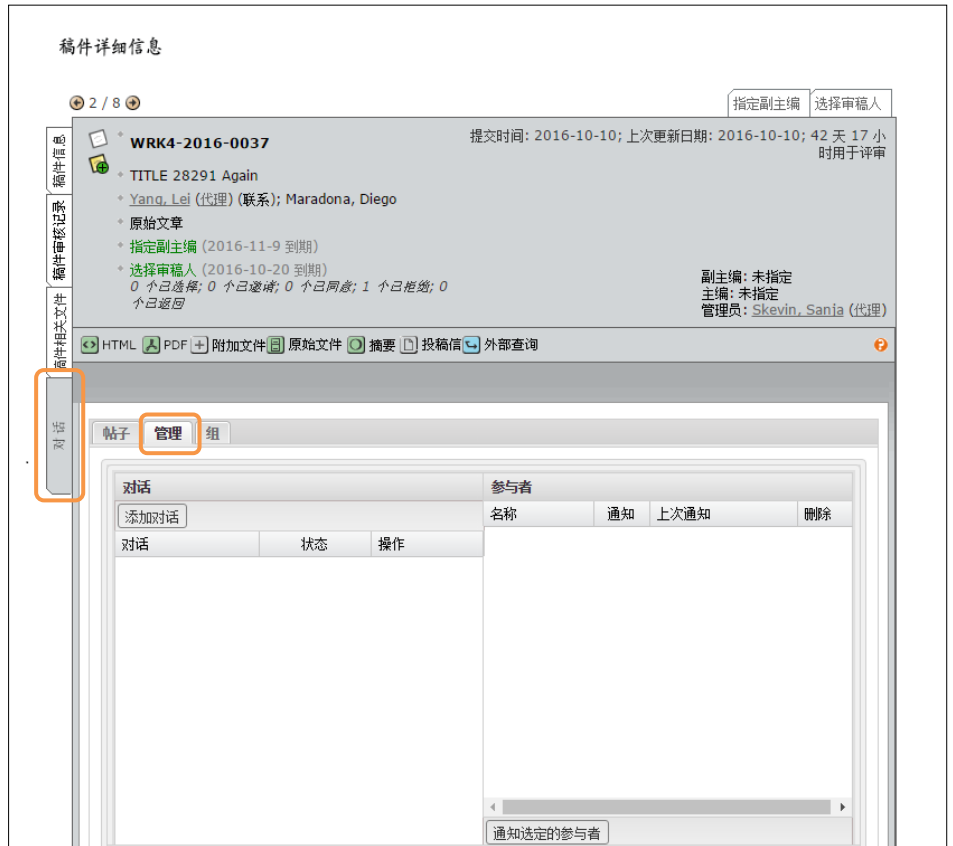 稿件详细信息
2 / 8
指定副主编 选择审稿人
稿件信息
稿件审核记录
稿件相关文件
对话
WRK4-2016-0037
提交时间: 2016-10-10; 上次更新日期: 2016-10-10; 42 天 17 小
时用于评审
TITLE 28291 Again
Yang, Lei (代理) (联系); Maradona, Diego
原始文章
指定副主编 (2016-11-9 到期)
选择审稿人 (2016-10-20 到期)
0 个已选择; 0 个已邀请; 0 个已同意; 1 个已拒绝; 0
个已返回
副主编: 未指定
主编: 未指定
管理员: Skevin, Sanja (代理)
HTML PDF 附加文件 原始文件 摘要 投稿信 外部查询
帖子 管理 组
对话 参与者
添加对话
名称 通知 上次通知 删除
对话 状态 操作
通知选定的参与者